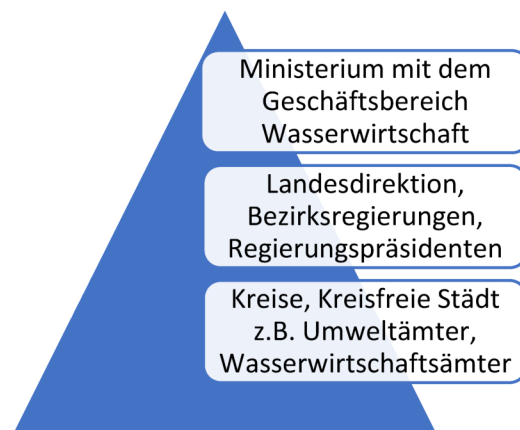 Ministerium mit dem
Geschäftsbereich
Wasserwirtschaft
Landesdirektion,
Bezirksregierungen,
Regierungspräsidenten
Kreise, Kreisfreie Städt
z.B. Umweltämter,
Wasserwirtschaftsämter